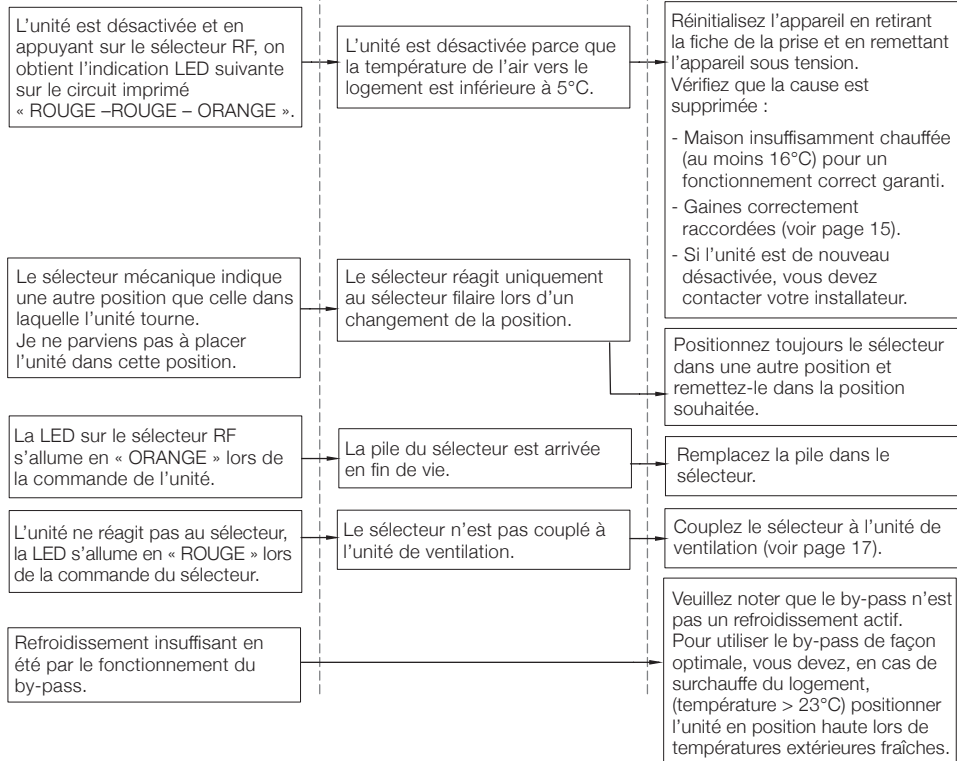 L'unité est désactivée et en
appuyant sur le sélecteur RF, on
obtient l'indication LED suivante
sur le circuit imprimé
« ROUGE –ROUGE – ORANGE ».
L'unité est désactivée parce que
la température de l'air vers le
logement est inférieure à 5°C.
Réinitialisez l'appareil en retirant
la fiche de la prise et en remettant
l'appareil sous tension.
Vérifiez que la cause est
supprimée :
- Maison insuffisamment chauffée
(au moins 16°C) pour un
fonctionnement correct garanti.
- Gaines correctement
raccordées (voir page 15).
- Si l'unité est de nouveau
désactivée, vous devez
contacter votre installateur.
Le sélecteur mécanique indique
une autre position que celle dans
laquelle l'unité tourne.
Je ne parviens pas à placer
l'unité dans cette position.
Le sélecteur réagit uniquement
au sélecteur filaire lors d'un
changement de la position.
Positionnez toujours le sélecteur
dans une autre position et
remettez-le dans la position
souhaitée.
La LED sur le sélecteur RF
s'allume en « ORANGE » lors de
la commande de l'unité.
La pile du sélecteur est arrivée
en fin de vie.
Remplacez la pile dans le
sélecteur.
L'unité ne réagit pas au sélecteur,
la LED s'allume en « ROUGE » lors
de la commande du sélecteur.
Le sélecteur n'est pas couplé à
l'unité de ventilation.
Couplez le sélecteur à l'unité de
ventilation (voir page 17).
Refroidissement insuffisant en
été par le fonctionnement du
by-pass.
Veuillez noter que le by-pass n'est
pas un refroidissement actif.
Pour utiliser le by-pass de façon
optimale, vous devez, en cas de
surchauffe du logement,
(température > 23°C) positionner
l'unité en position haute lors de
températures extérieures fraîches.